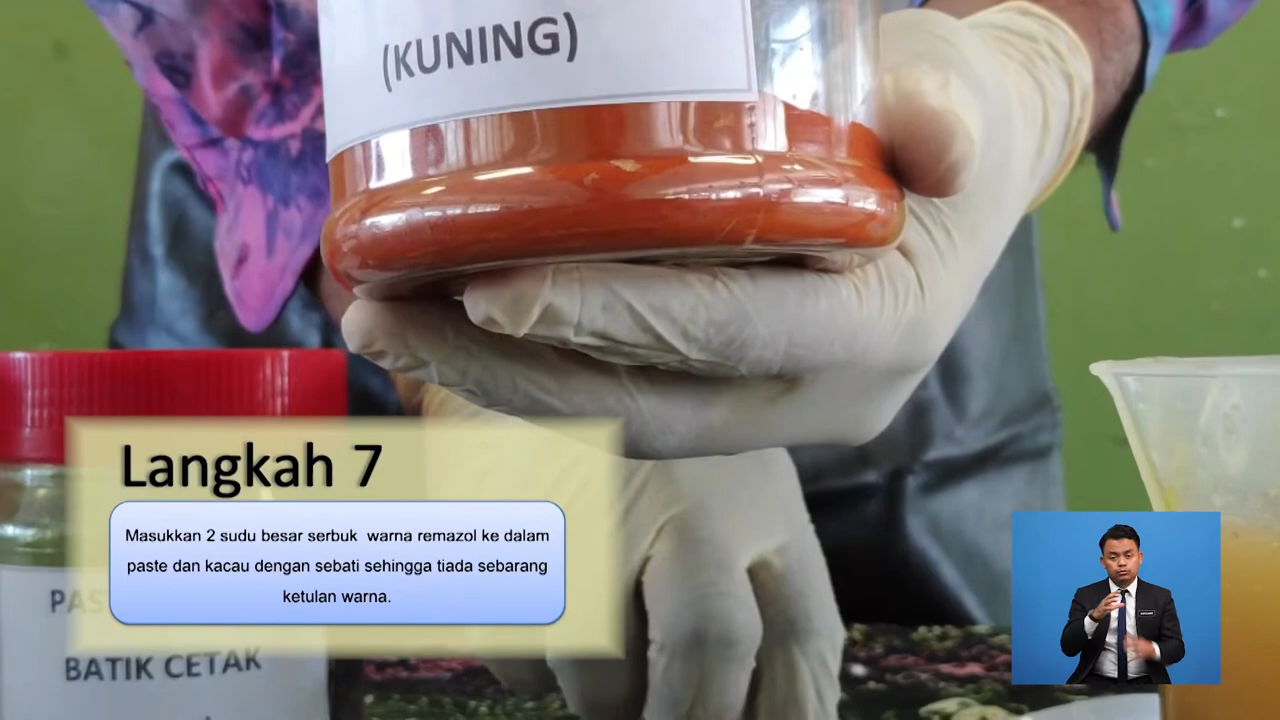 (KUNING)
Langkah 7
Masukkan 2 sudu besar serbuk warna remazol ke dalam
paste dan kacau dengan sebati sehingga tiada sebarang
ketulan warna.
BATIK CETAK